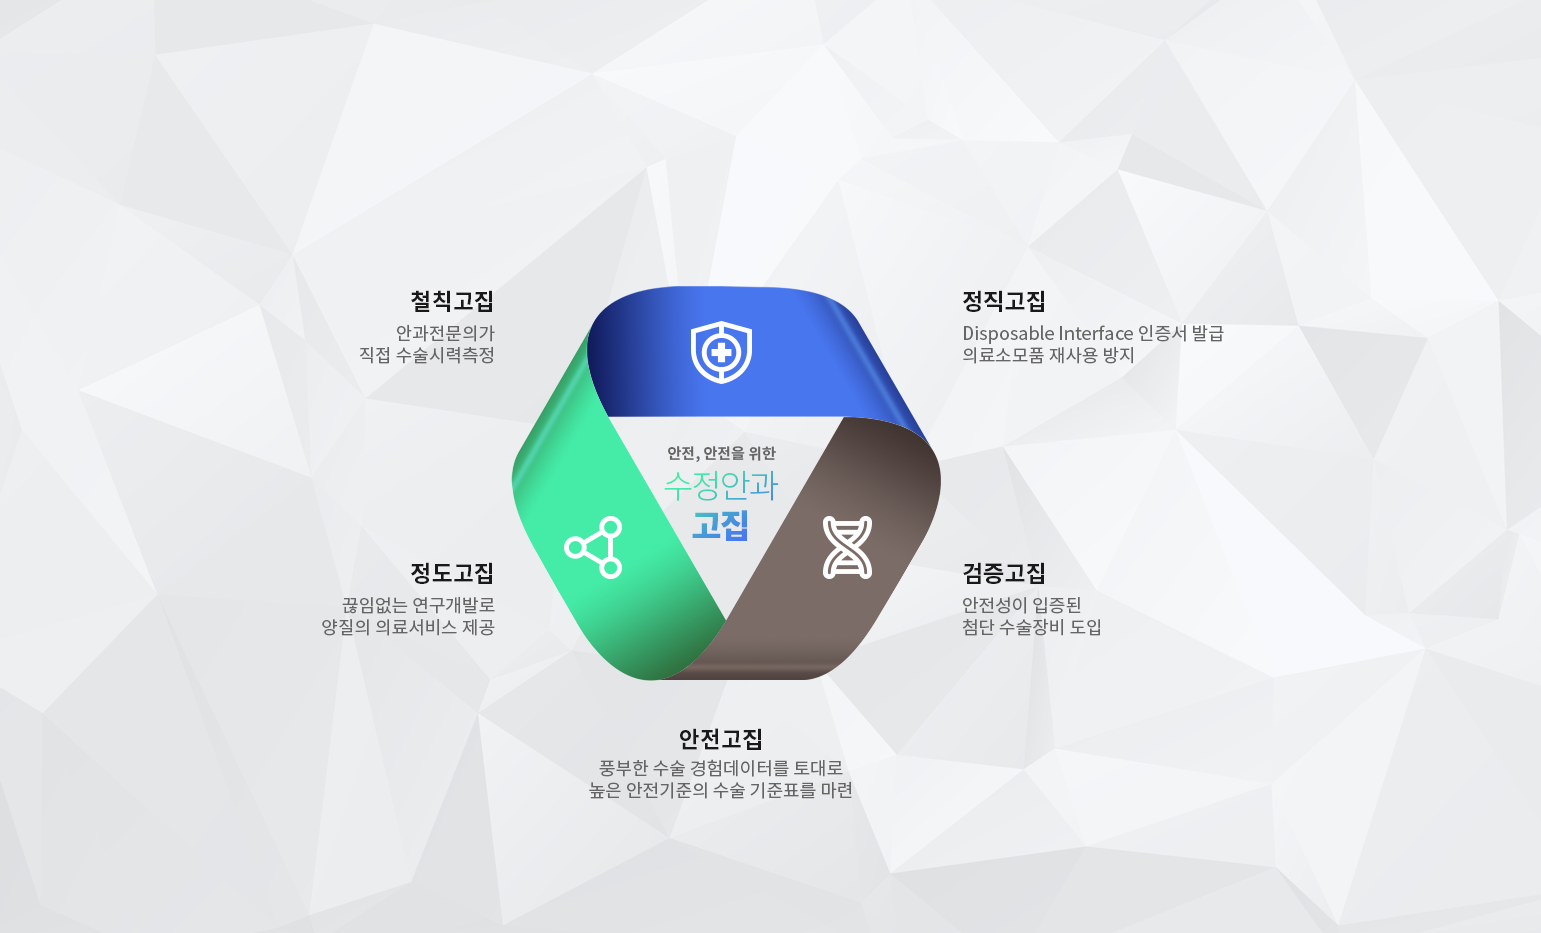 철칙고집
안과전문의가
직접 수술시력측정
정직고집
Disposable Interface 인증서 발급
의료소모품 재사용 방지
안전, 안전을 위한
수정안과
고집
정도고집
끊임없는 연구개발로
양질의 의료서비스 제공
검증고집
안전성이 입증된
첨단 수술장비 도입
안전고집
풍부한 수술 경험데이터를 토대로
높은 안전기준의 수술 기준표를 마련